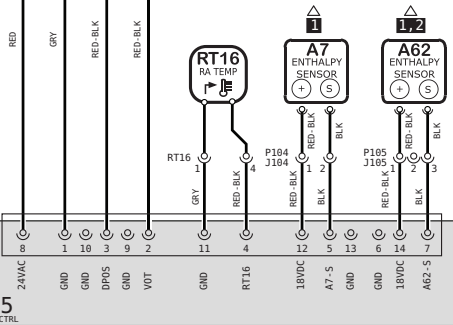 1
1,2
RED
GRY
RED-BLK
RED-BLK
RT16
RA TEMP
A7
ENTHALPY
SENSOR
+ S
A62
ENTHALPY
SENSOR
+ S
RED-BLK
BLK
RED-BLK
BLK
RT16
1
4
P104
J104
1
2
P105
J105
1
2
3
GRY
RED-BLK
RED-BLK
BLK
RED-BLK
BLK
8 1 10 3 9 2 11 4 12 5 13 6 14 7
24VAC
GND
GND
DPOS
GND
VOT
GND
RT16
18VDC
A7-S
GND
GND
18VDC
A62-S
5
CTRL